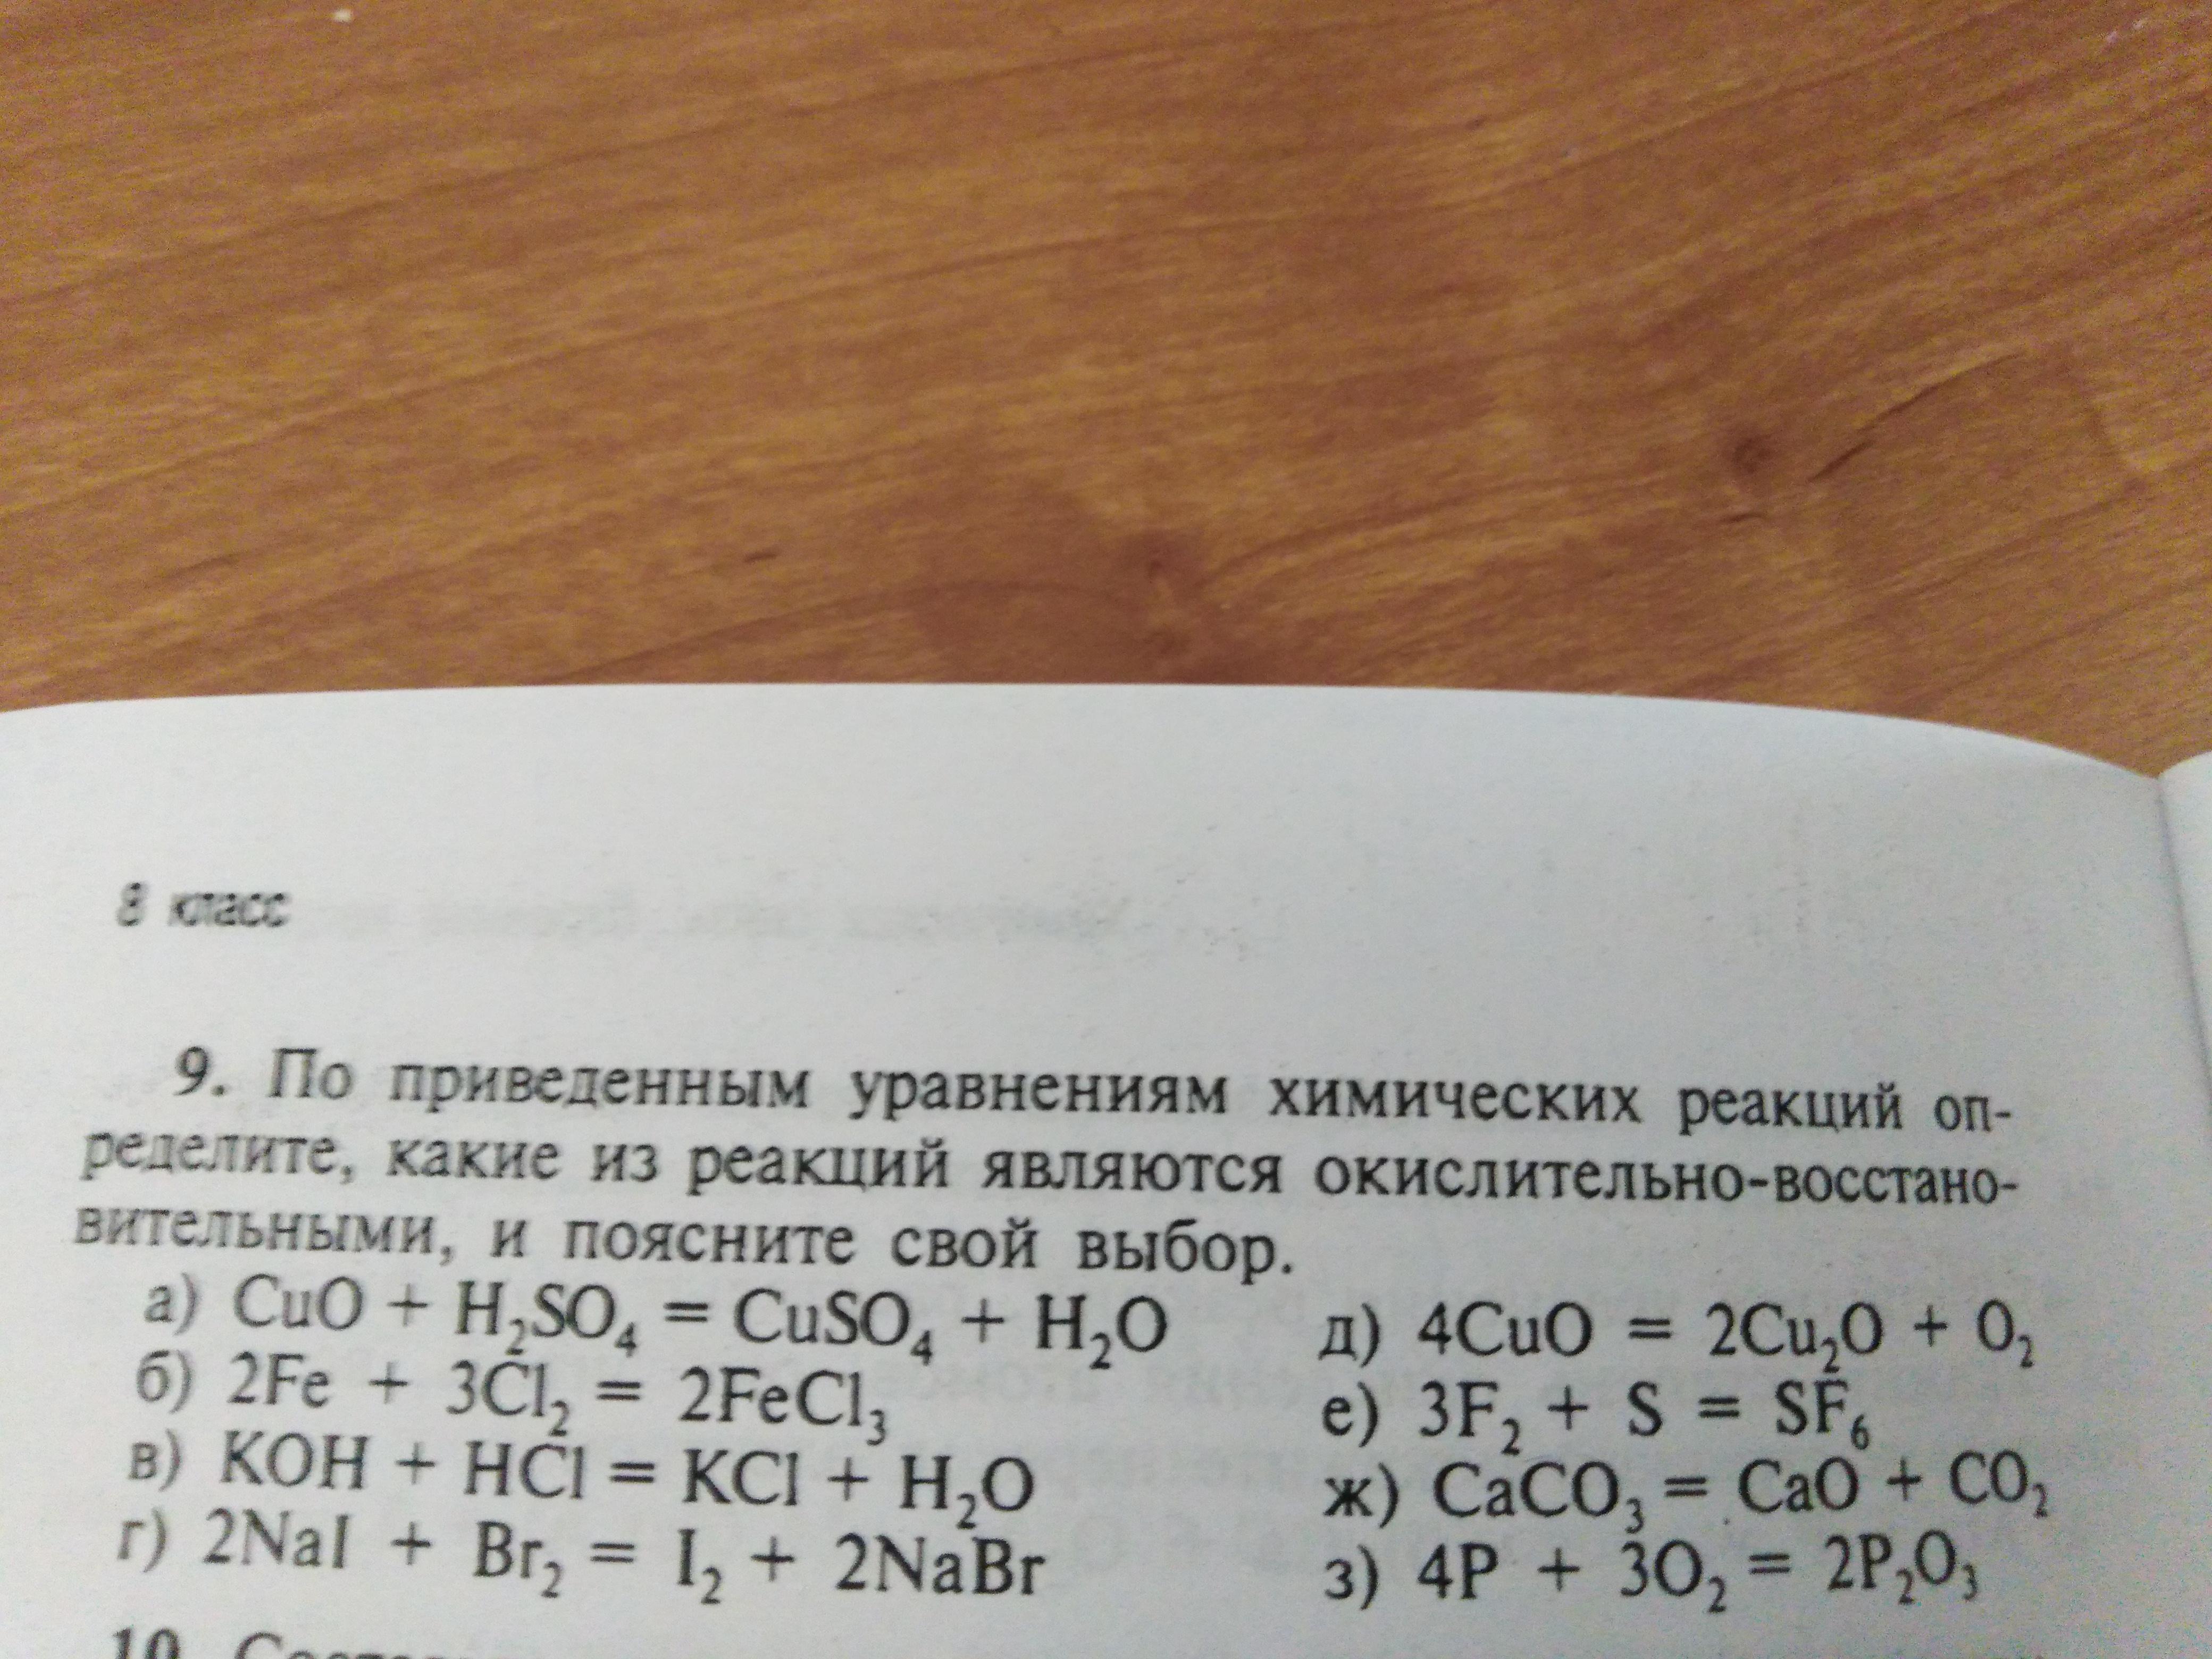 8 класс
9. По приведенным уравнениям химических реакций оп-
ределите, какие из реакций являются окислительно-восстано-
вительными, и поясните свой выбор.
а) CuO + H₂SO₄ = CuSO₄ + H₂O
б) 2Fe + 3Cl₂ = 2FeCl₃
в) KOH + HCl = KCl + H₂O
г) 2NaI + Br₂ = I₂ + 2NaBr
д) 4CuO = 2Cu₂O + O₂
е) 3F₂ + S = SF₆
ж) CaCO₃ = CaO + CO₂
з) 4P + 3O₂ = 2P₂O₃
10.